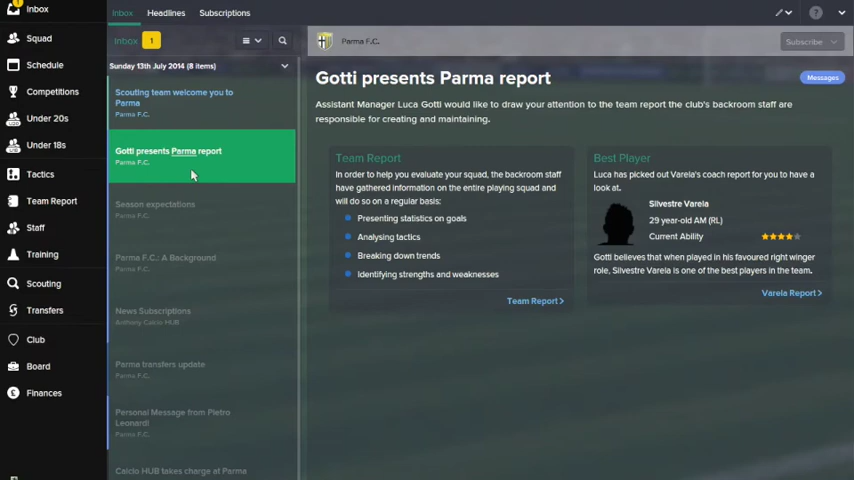 Inbox
Squad
Schedule
Competitions
Under 20s
Under 18s
Tactics
Team Report
Staff
Training
Scouting
Transfers
Club
Board
Finances
Inbox Headlines Subscriptions
Inbox 1
Sunday 13th July 2014 (8 items)
Scouting team welcome you to
Parma
Parma F.C.
Gotti presents Parma report
Parma F.C.
Season expectations
Parma F.C.
Parma F.C.: A Background
Parma F.C.
News Subscriptions
Anthony Calcio HUB
Parma transfers update
Parma F.C.
Personal Message from Pietro
Leonardi
Parma F.C.
Calcio HUB takes charge at Parma
?
Parma F.C.
Subscribe
Gotti presents Parma report
Messages
Assistant Manager Luca Gotti would like to draw your attention to the team report the club's backroom staff are
responsible for creating and maintaining.
Team Report
In order to help you evaluate your squad, the backroom staff
have gathered information on the entire playing squad and
will do so on a regular basis:
Presenting statistics on goals
Analysing tactics
Breaking down trends
Identifying strengths and weaknesses
Team Report >
Best Player
Luca has picked out Varela's coach report for you to have a
look at.
Silvestre Varela
29 year-old AM (RL)
Current Ability
Gotti believes that when played in his favoured right winger
role, Silvestre Varela is one of the best players in the team.
Varela Report >